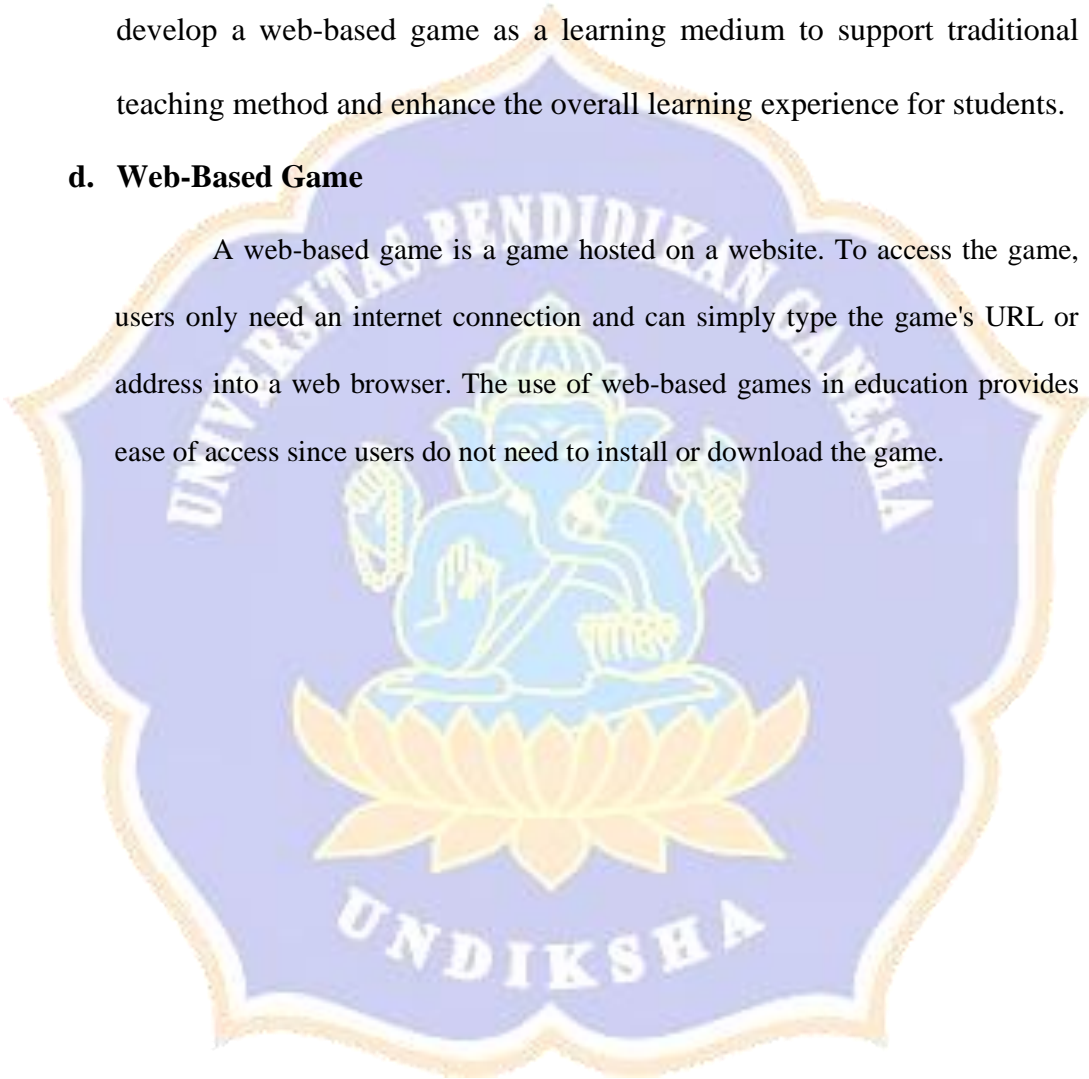 develop a web-based game as a learning medium to support traditional
teaching method and enhance the overall learning experience for students.
d. Web-Based Game
A web-based game is a game hosted on a website. To access the game,
users only need an internet connection and can simply type the game's URL or
address into a web browser. The use of web-based games in education provides
ease of access since users do not need to install or download the game.
UNIVERSITAS PENDIDIKAN GANESHA
UNDIKSHA